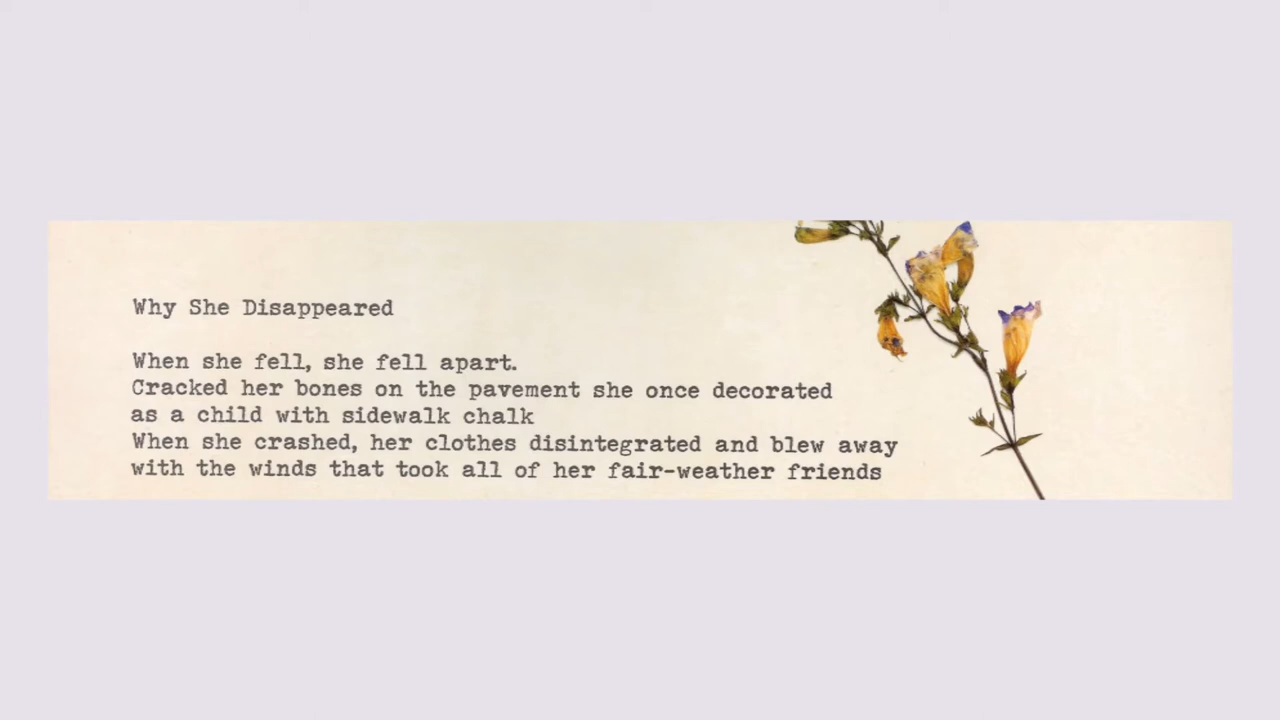 Why She Disappeared
When she fell, she fell apart.
Cracked her bones on the pavement she once decorated
as a child with sidewalk chalk
When she crashed, her clothes disintegrated and blew away
with the winds that took all of her fair-weather friends